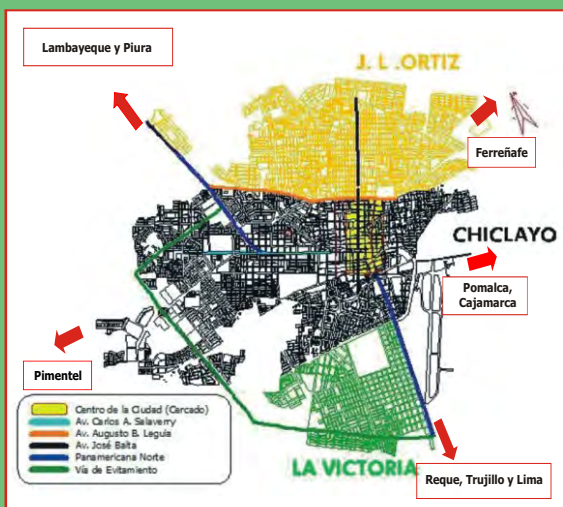 Lambayeque y Piura
J. L .ORTIZ
Ferreñafe
CHICLAYO
Pomalca,
Cajamarca
Pimentel
Centro de la Ciudad (Cercado)
Av. Carlos A. Salaverry
Av. Augusto B. Leguia
Av. José Balta
Panamericana Norte
Vía de Evitamiento
LA VICTORIA
Reque, Trujillo y Lima